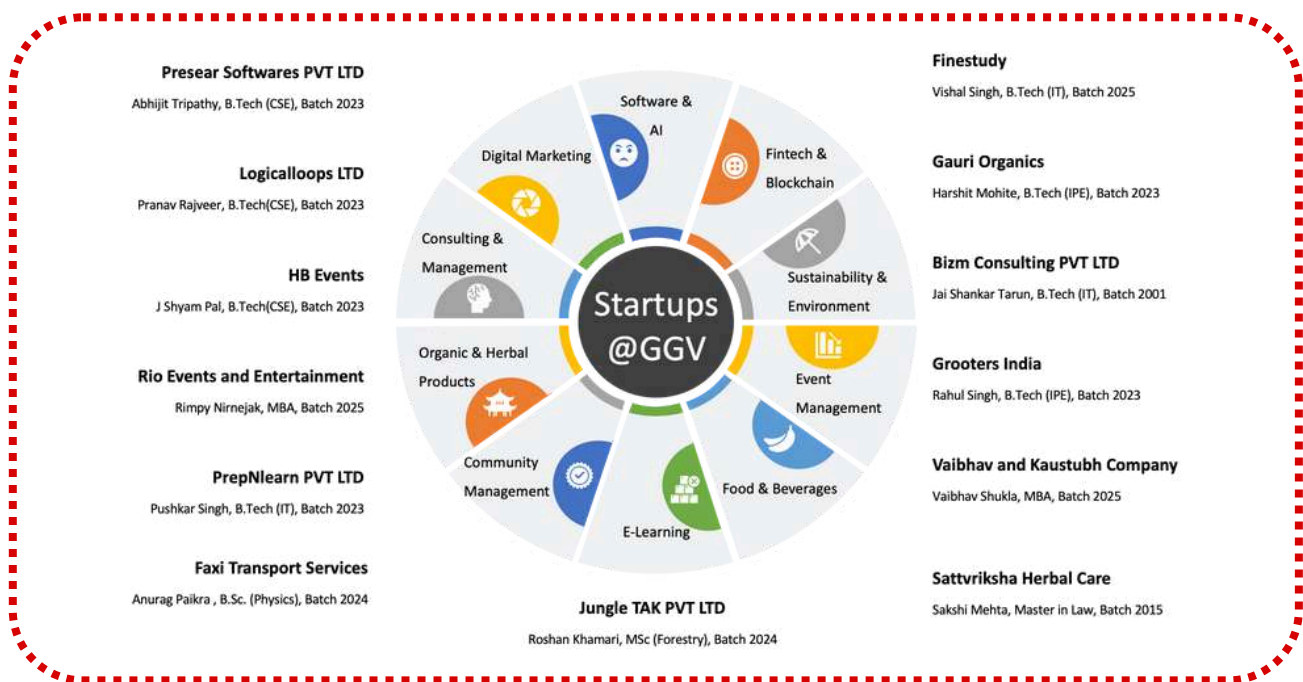 Presear Softwares PVT LTD
Abhijit Tripathy, B.Tech (CSE), Batch 2023
Logicalloops LTD
Pranav Rajveer, B.Tech(CSE), Batch 2023
HB Events
J Shyam Pal, B.Tech(CSE), Batch 2023
Rio Events and Entertainment
Rimpy Nirnejak, MBA, Batch 2025
PrepNlearn PVT LTD
Pushkar Singh, B.Tech (IT), Batch 2023
Faxi Transport Services
Anurag Paikra , B.Sc. (Physics), Batch 2024
Software &
AI
Fintech &
Blockchain
Sustainability &
Environment
Event
Management
Food & Beverages
E-Learning
Community
Management
Organic & Herbal
Products
Consulting &
Management
Digital Marketing
Startups
@GGV
Jungle TAK PVT LTD
Roshan Khamari, MSc (Forestry), Batch 2024
Finestudy
Vishal Singh, B.Tech (IT), Batch 2025
Gauri Organics
Harshit Mohite, B.Tech (IPE), Batch 2023
Bizm Consulting PVT LTD
Jai Shankar Tarun, B.Tech (IT), Batch 2001
Grooters India
Rahul Singh, B.Tech (IPE), Batch 2023
Vaibhav and Kaustubh Company
Vaibhav Shukla, MBA, Batch 2025
Sattvriksha Herbal Care
Sakshi Mehta, Master in Law, Batch 2015